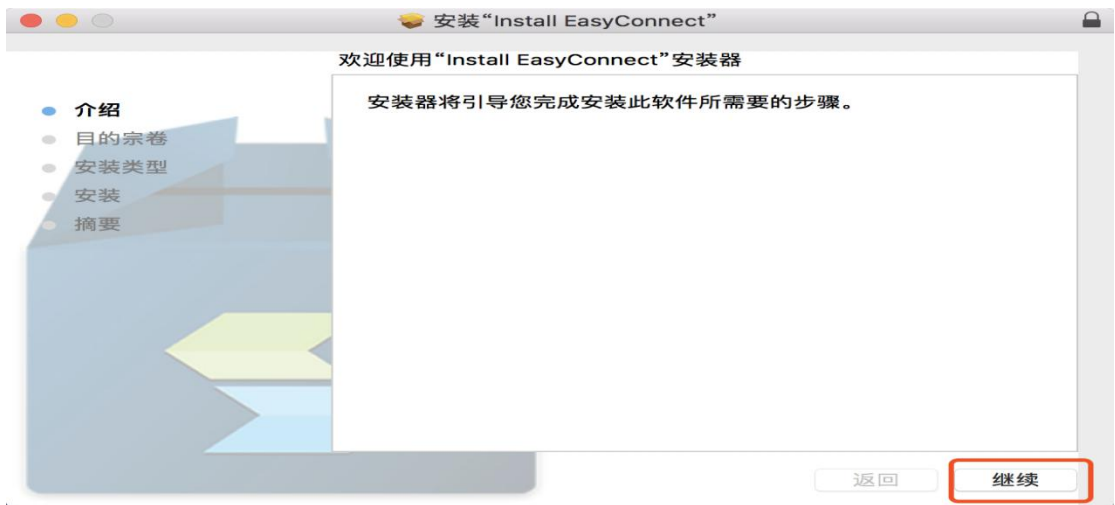 安装“Install EasyConnect”
欢迎使用“Install EasyConnect”安装器
介绍
目的宗卷
安装类型
安装
摘要
安装器将引导您完成安装此软件所需要的步骤。
返回
继续